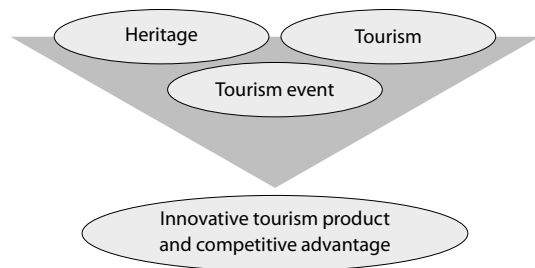 Heritage
Tourism
Tourism event
Innovative tourism product
and competitive advantage